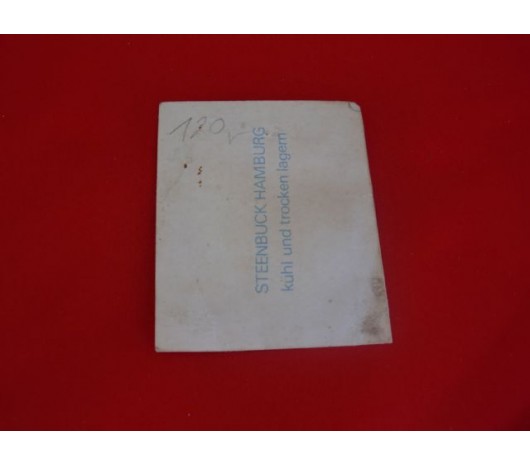 120,-
STEENBUCK HAMBURG
kühl und trocken lagern